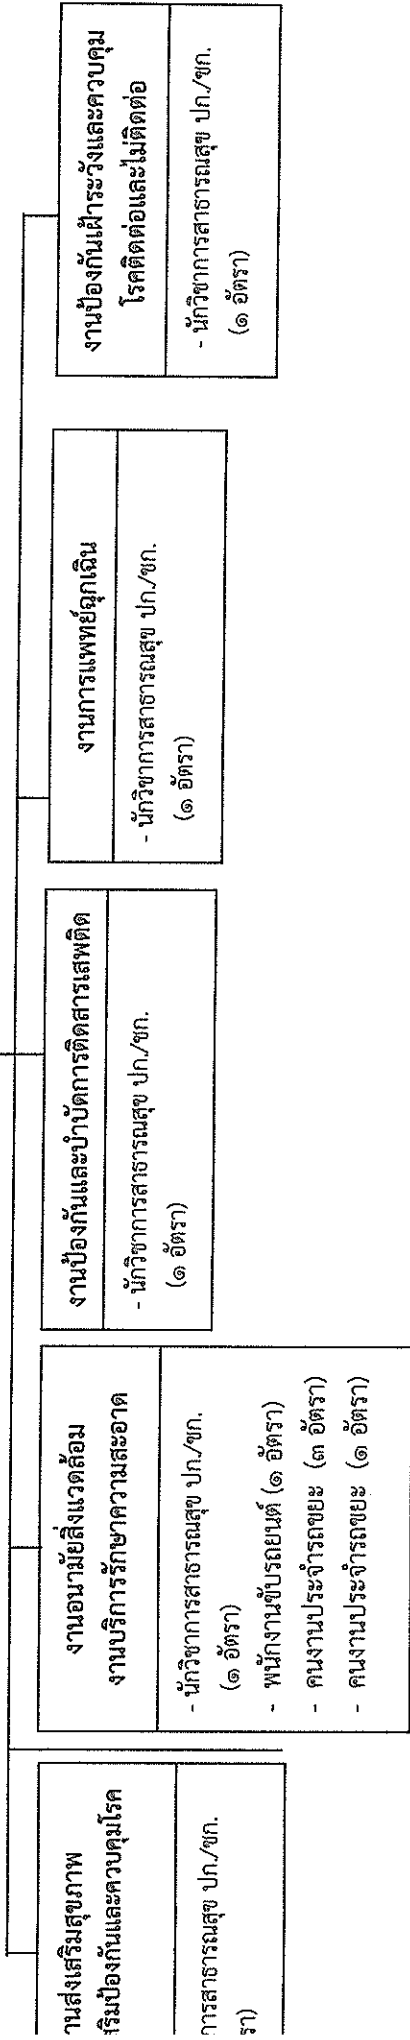 านส่งเสริมสุขภาพ
สริมป้องกันและควบคุมโรค
การสาธารณสุข ปก./ชก.
รา)
งานอนามัยสิ่งแวดล้อม
งานบริการรักษาความสะอาด
- นักวิชาการสาธารณสุข ปก./ชก.
(๑ อัตรา)
- พนักงานขับรถยนต์ (๑ อัตรา)
- คนงานประจำรถขยะ (๓ อัตรา)
- คนงานประจำรถขยะ (๑ อัตรา)
งานป้องกันและบำบัดการติดสารเสพติด
- นักวิชาการสาธารณสุข ปก./ชก.
(๑ อัตรา)
งานการแพทย์ฉุกเฉิน
- นักวิชาการสาธารณสุข ปก./ชก.
(๑ อัตรา)
งานป้องกันเฝ้าระวังและควบคุม
โรคติดต่อและไม่ติดต่อ
- นักวิชาการสาธารณสุข ปก./ชก.
(๑ อัตรา)